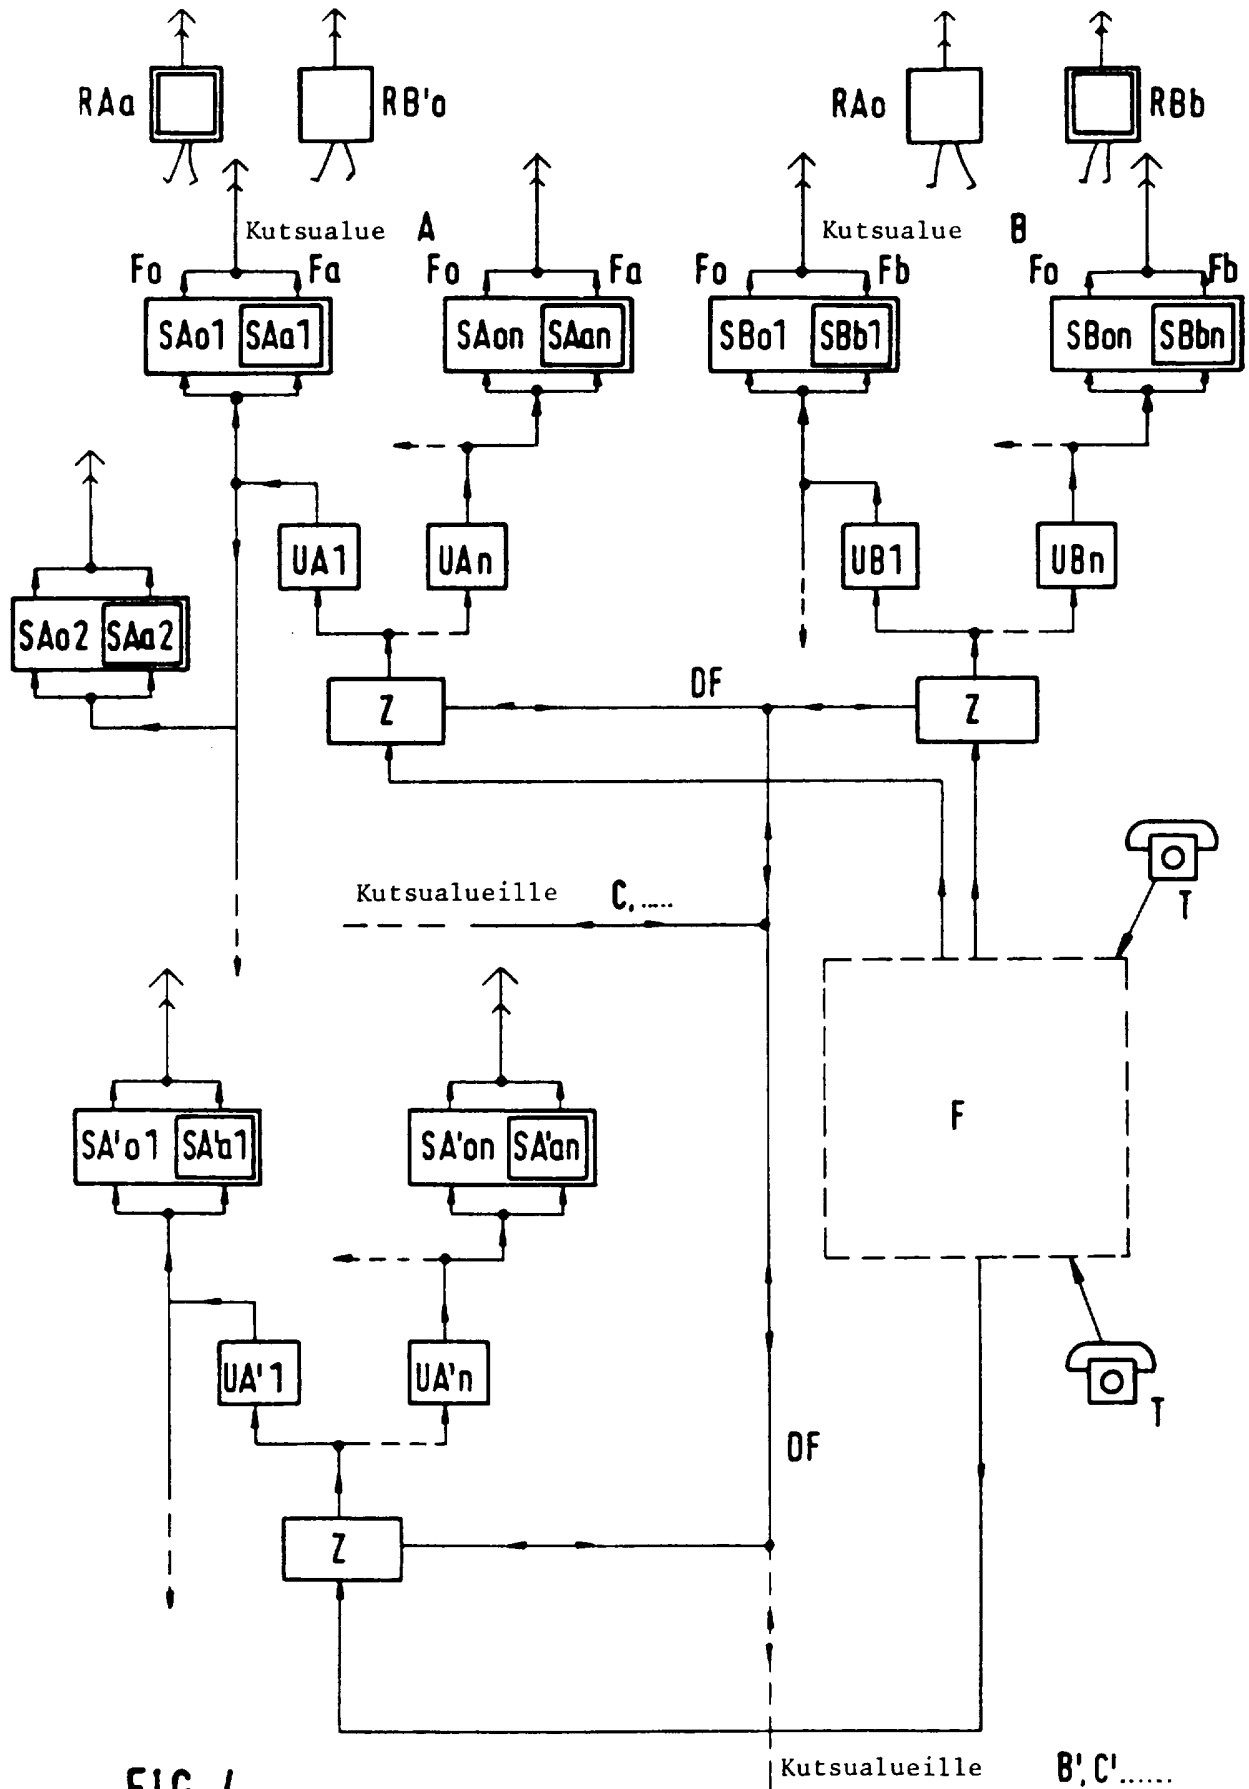 RAa RB'o RAo RBb
Kutsualue A Kutsualue B
Fo Fa Fo Fa Fo Fb Fo Fb
SAo1 SAa1 SAon SAan SBo1 SBb1 SBon SBbn
UA1 UAn UB1 UBn
SAo2 SAa2
DF
Z Z
T
Kutsualueille C, .....
F
SA'o1 SA'a1 SA'on SA'an
UA'1 UA'n
T
DF
Z
Kutsualueille B', C' ......